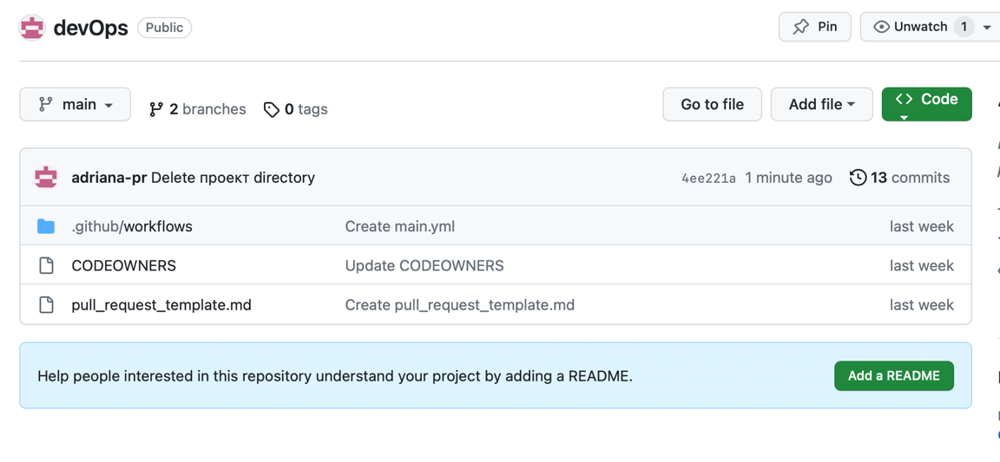 devOps Public Pin Unwatch 1
main 2 branches 0 tags Go to file Add file <> Code
adriana-pr Delete проект directory 4ee221a 1 minute ago 13 commits
.github/workflows Create main.yml last week
CODEOWNERS Update CODEOWNERS last week
pull_request_template.md Create pull_request_template.md last week
Help people interested in this repository understand your project by adding a README. Add a README